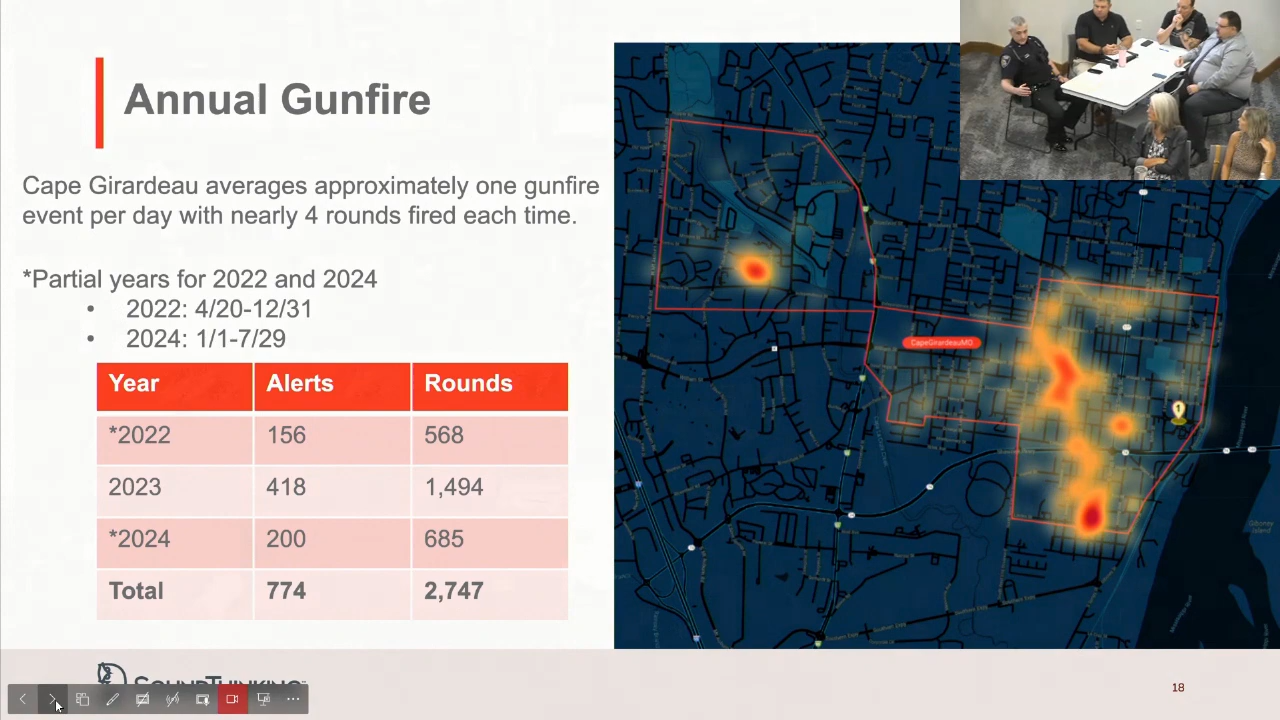 Annual Gunfire
Cape Girardeau averages approximately one gunfire
event per day with nearly 4 rounds fired each time.
*Partial years for 2022 and 2024
• 2022: 4/20-12/31
• 2024: 1/1-7/29
Year Alerts Rounds
*2022 156 568
2023 418 1,494
*2024 200 685
Total 774 2,747
CapeGirardeauMO
1
SOUNDTHINKING
18